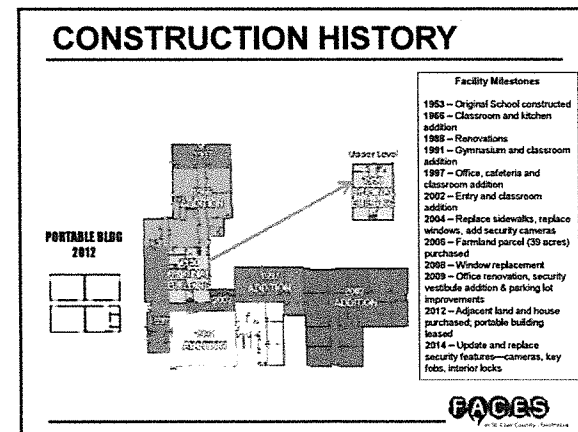 CONSTRUCTION HISTORY
Facility Milestones
1953 – Original School constructed
1966 – Classroom and kitchen
addition
1988 – Renovations
1991 – Gymnasium and classroom
addition
1997 – Office, cafeteria and
classroom addition
2002 – Entry and classroom
addition
2004 – Replace sidewalks, replace
windows, add security cameras
2006 – Farmland parcel (39 acres)
purchased
2008 – Window replacement
2009 – Office renovation, security
vestibule addition & parking lot
improvements
2012 – Adjacent land and house
purchased; portable building
leased
2014 – Update and replace
security features—cameras, key
fobs, interior locks
Upper Level
PORTABLE BLDG
2012
ADDITION
ADDITION
FACES